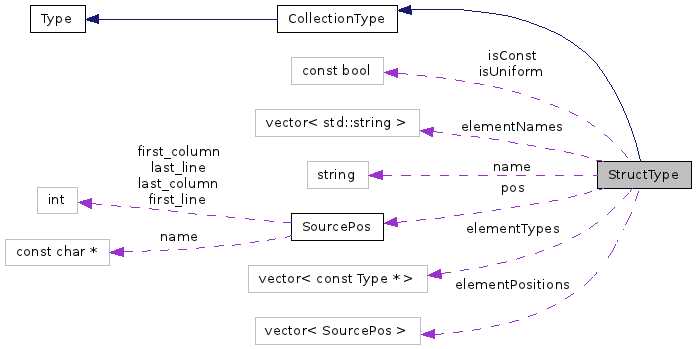 Type
CollectionType
isConst
isUniform
const bool
vector< std::string >
elementNames
first_column
last_line
last_column
first_line
string
name
StructType
int
pos
SourcePos
name
const char *
elementTypes
vector< const Type * >
elementPositions
vector< SourcePos >